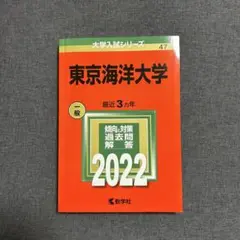 大学入試シリーズ
47
東京海洋大学
一般
最近3カ年
傾向と対策
過去問
解答
2022
教学社